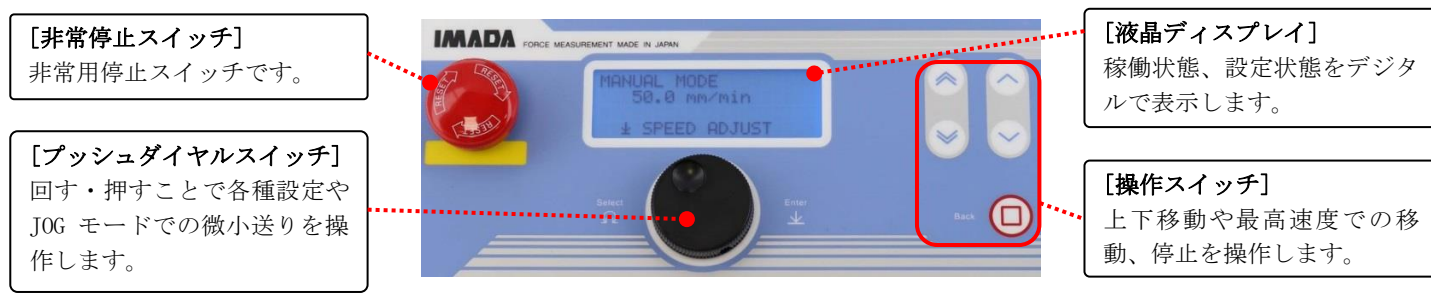 [非常停止スイッチ]
非常用停止スイッチです。
[プッシュダイヤルスイッチ]
回す・押すことで各種設定や
JOG モードでの微小送りを操
作します。
IMADA FORCE MEASUREMENT MADE IN JAPAN
RESET
RESET
RESET
MANUAL MODE
50.0 mm/min
SPEED ADJUST
Select
Enter
Back
[液晶ディスプレイ]
稼働状態、設定状態をデジタ
ルで表示します。
[操作スイッチ]
上下移動や最高速度での移
動、停止を操作します。